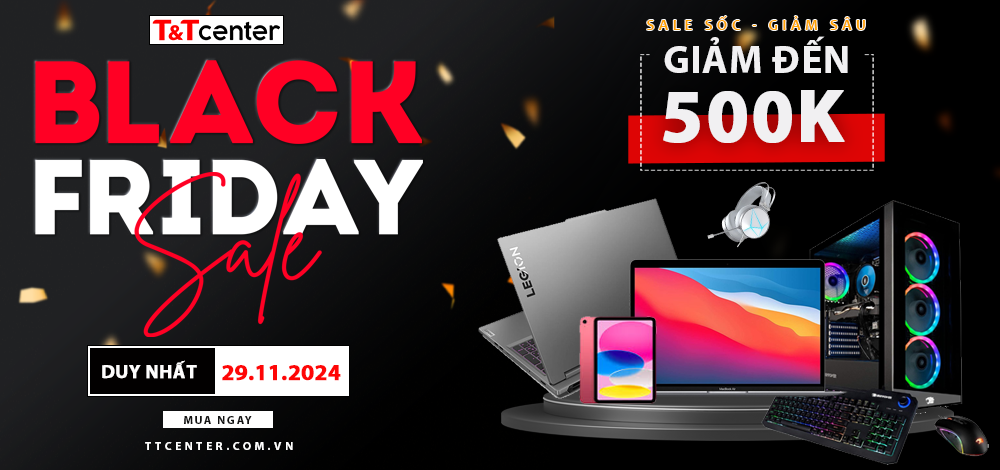 T&Tcenter
BLACK
FRIDAY
Sale
DUY NHẤT 29.11.2024
MUA NGAY
TTCENTER.COM.VN
SALE SỐC - GIẢM SÂU
GIẢM ĐẾN
500K
LEGION